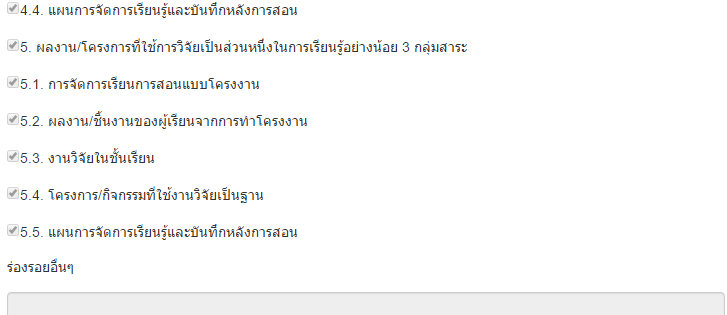 4.4. แผนการจัดการเรียนรู้และบันทึกหลังการสอน
5. ผลงาน/โครงการที่ใช้การวิจัยเป็นส่วนหนึ่งในการเรียนรู้อย่างน้อย 3 กลุ่มสาระ
5.1. การจัดการเรียนการสอนแบบโครงงาน
5.2. ผลงาน/ชิ้นงานของผู้เรียนจากการทำโครงงาน
5.3. งานวิจัยในชั้นเรียน
5.4. โครงการ/กิจกรรมที่ใช้งานวิจัยเป็นฐาน
5.5. แผนการจัดการเรียนรู้และบันทึกหลังการสอน
ร่องรอยอื่นๆ